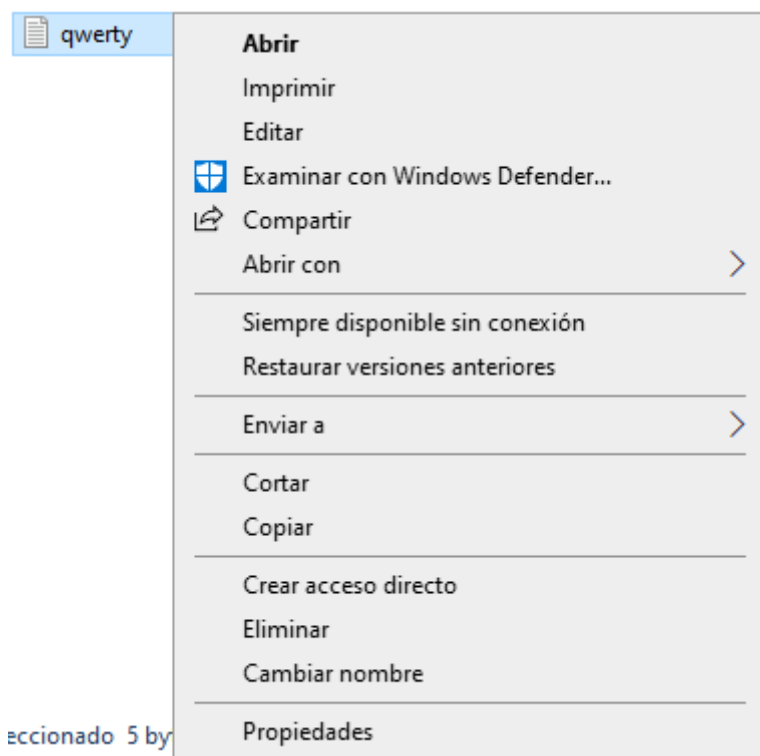 qwerty
Abrir
Imprimir
Editar
Examinar con Windows Defender...
Compartir
Abrir con
Siempre disponible sin conexión
Restaurar versiones anteriores
Enviar a
Cortar
Copiar
Crear acceso directo
Eliminar
Cambiar nombre
eccionado 5 by
Propiedades